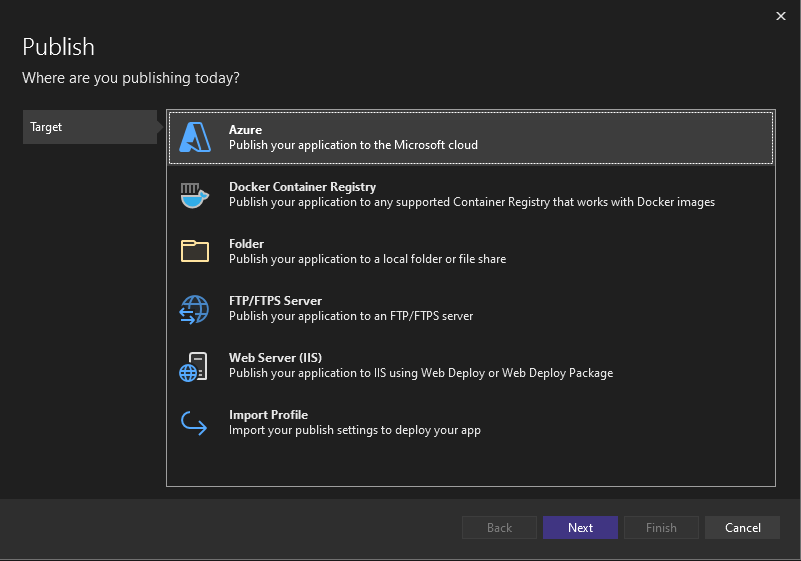 Publish
Where are you publishing today?
Target
Azure
Publish your application to the Microsoft cloud
Docker Container Registry
Publish your application to any supported Container Registry that works with Docker images
Folder
Publish your application to a local folder or file share
FTP/FTPS Server
Publish your application to an FTP/FTPS server
Web Server (IIS)
Publish your application to IIS using Web Deploy or Web Deploy Package
Import Profile
Import your publish settings to deploy your app
Back
Next
Finish
Cancel